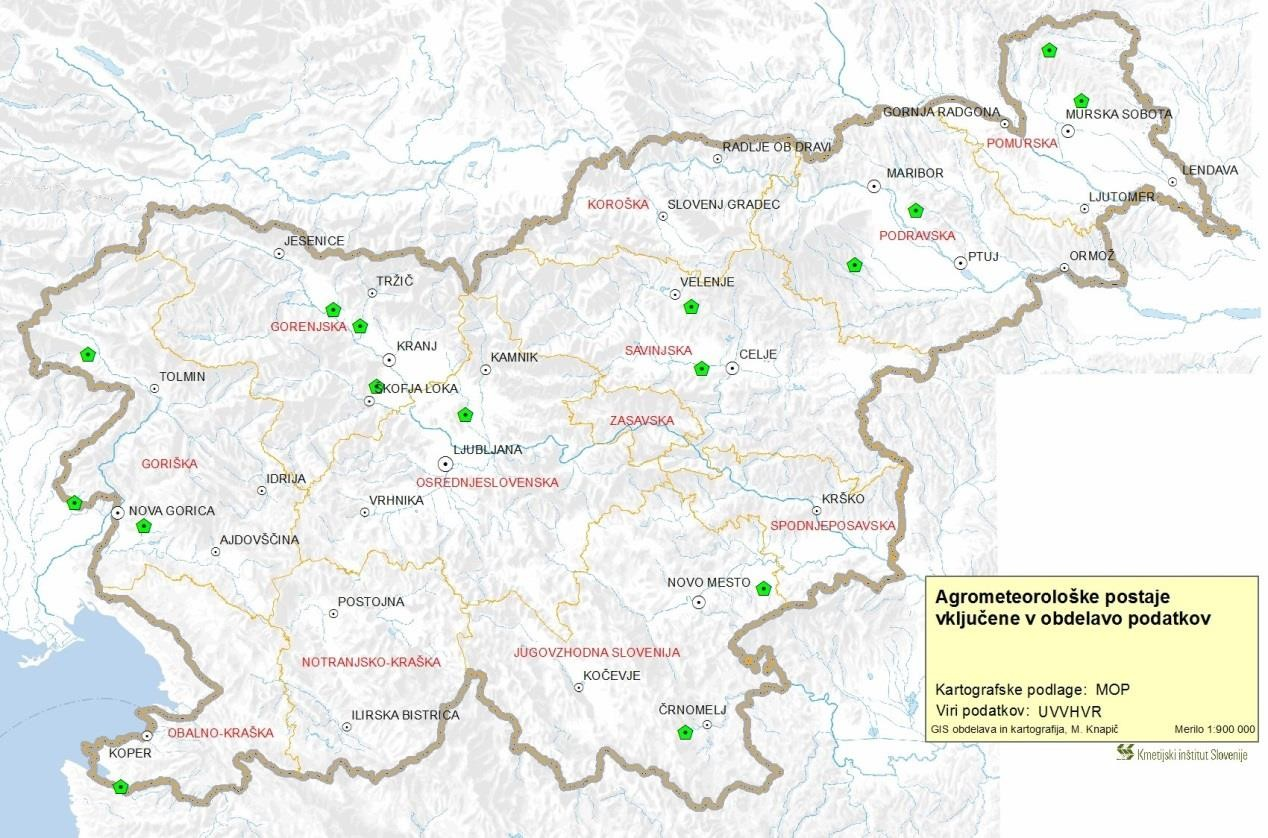 GORNJA RADGONA
MURSKA SOBOTA
POMURSKA
RADLJE OB DRAVI
MARIBOR
LENDAVA
LJUTOMER
KOROŠKA
SLOVENJ GRADEC
PODRAVSKA
JESENICE
PTUJ
ORMOŽ
TRŽIČ
VELENJE
GORENJSKA
KRANJ
KAMNIK
SAVINJSKA
CELJE
TOLMIN
ŠKOFJA LOKA
ZASAVSKA
LJUBLJANA
GORIŠKA
IDRIJA
OSREDNJESLOVENSKA
VRHNIKA
KRŠKO
NOVA GORICA
SPODNJEPOSAVSKA
AJDOVŠČINA
NOVO MESTO
POSTOJNA
NOTRANJSKO-KRAŠKA
JUGOVZHODNA SLOVENIJA
KOČEVJE
ČRNOMELJ
ILIRSKA BISTRICA
OBALNO-KRAŠKA
KOPER
Agrometeorološke postaje
vključene v obdelavo podatkov
Kartografske podlage: MOP
Viri podatkov: UVVHVR
GIS obdelava in kartografija, M. Knapič Merilo 1:900 000
Kmetijski inštitut Slovenije